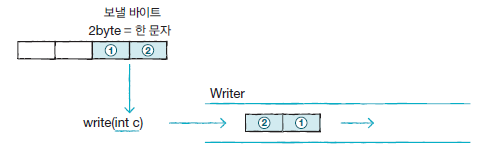 보낼 바이트
2byte = 한 문자
① ②
Writer
write(int c)
② ①